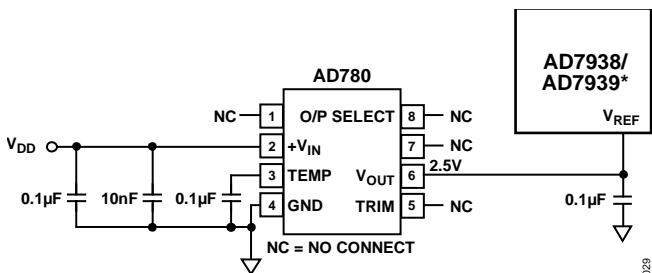 AD7938/
AD7939*
VREF
AD780
NC 1 O/P SELECT 8 NC
VDD 2 +VIN 7 NC
3 TEMP VOUT 6 2.5V
4 GND TRIM 5 NC
0.1µF 10nF 0.1µF 0.1µF
NC = NO CONNECT
029